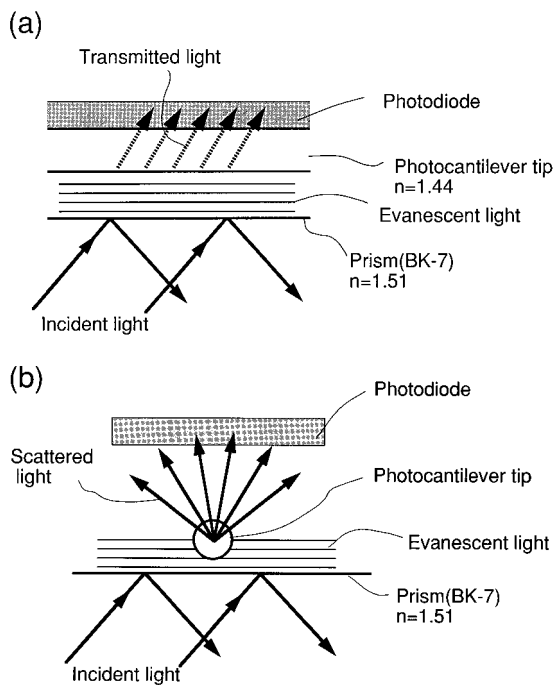 (a)
Transmitted light
Photodiode
Photocantilever tip
n=1.44
Evanescent light
Prism(BK-7)
n=1.51
Incident light
(b)
Photodiode
Scattered
light
Photocantilever tip
Evanescent light
Prism(BK-7)
n=1.51
Incident light